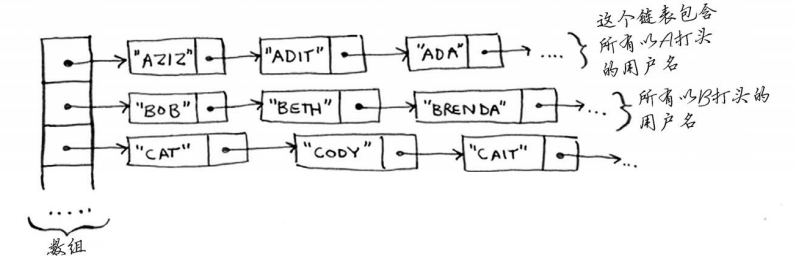 这个链表包含
所有以A打头
的用户名
"AZIZ" "ADIT" "ADA" ....
"BOB" "BETH" "BRENDA" ...
所有以B打头的
用户名
"CAT" "CODY" "CAIT" ...
.....
数组